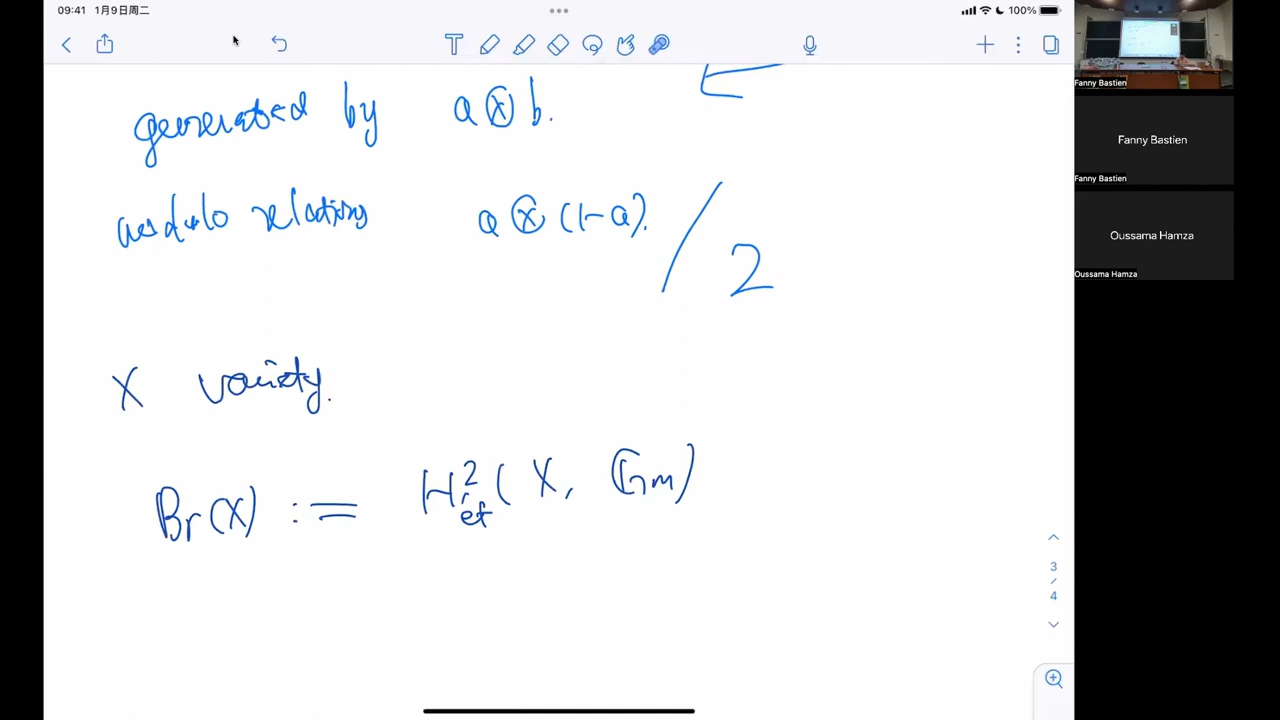 09:41 1月9日周二
100%
generated by a⊗b.
modulo relations a⊗(1-a). / 2
X variety.
Br(X) := H²ét(X, Gm)
3
/
4
Fanny Bastien
Fanny Bastien
Fanny Bastien
Oussama Hamza
Oussama Hamza